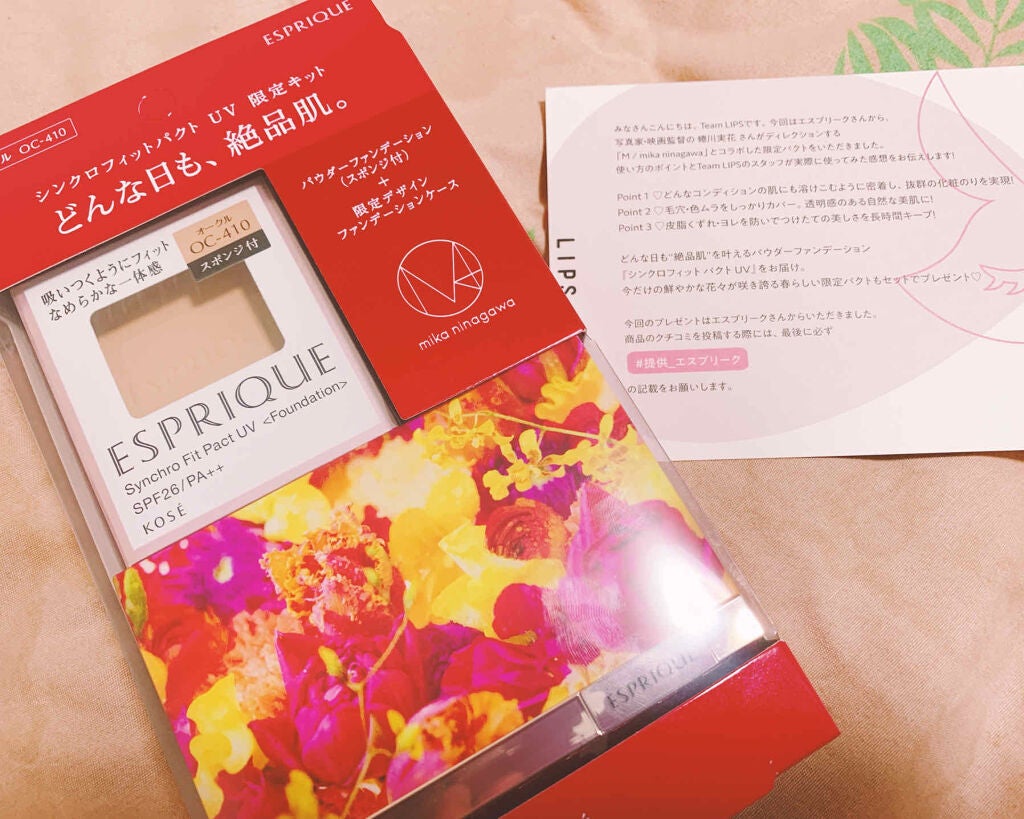 ESPRIQUE
ル OC-410
シンクロフィットパクト UV 限定キット
どんな日も、絶品肌。
パウダーファンデーション
(スポンジ付)
+
限定デザイン
ファンデーションケース
mika ninagawa
吸いつくようにフィット
なめらかな一体感
オークル
OC-410
スポンジ付
ESPRIQUE
Synchro Fit Pact UV <Foundation>
SPF26/PA++
KOSÉ
ESPRIQUE
LIPS
みなさんこんにちは、Team LIPSです。今回はエスプリークさんから、
写真家・映画監督の 蜷川実花 さんがディレクションする
『M / mika ninagawa』とコラボした限定パクトをいただきました。
使い方のポイントとTeam LIPSのスタッフが実際に使ってみた感想をお伝えします!
Point 1 ♡どんなコンディションの肌にも溶けこむように密着し、抜群の化粧のりを実現!
Point 2 ♡毛穴・色ムラをしっかりカバー。透明感のある自然な美肌に!
Point 3 ♡皮脂くずれ・ヨレを防いでつけたての美しさを長時間キープ!
どんな日も"絶品肌"を叶えるパウダーファンデーション
『シンクロフィット パクト UV』をお届け。
今だけの鮮やかな花々が咲き誇る春らしい限定パクトもセットでプレゼント♡
今回のプレゼントはエスプリークさんからいただきました。
商品のクチコミを投稿する際には、最後に必ず
#提供_エスプリーク
の記載をお願いします。